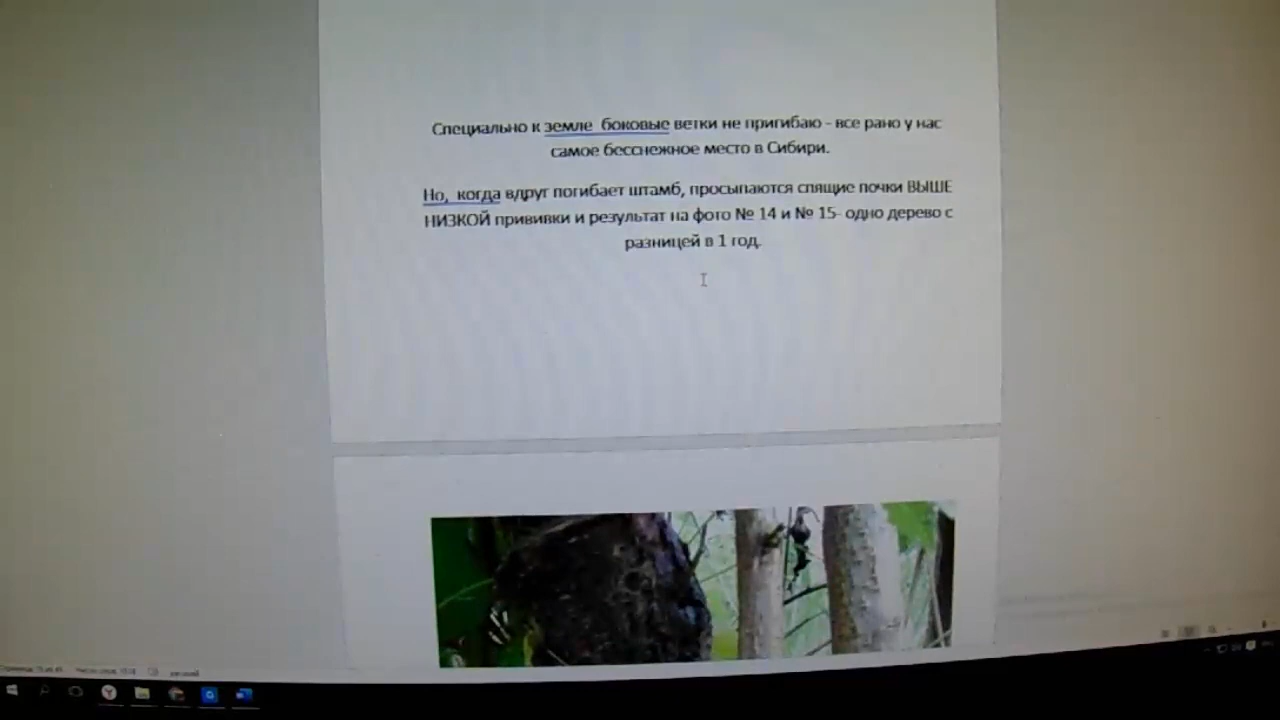 Специально к земле боковые ветки не пригибаю - все рано у нас
самое бесснежное место в Сибири.
Но, когда вдруг погибает штамб, просыпаются спящие почки ВЫШЕ
НИЗКОЙ прививки и результат на фото № 14 и № 15- одно дерево с
разницей в 1 год.